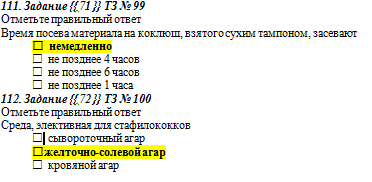 111. Задание {{ 71 }} ТЗ № 99
Отметьте правильный ответ
Время посева материала на коклюш, взятого сухим тампоном, засевают
☐ немедленно
☐ не позднее 4 часов
☐ не позднее 6 часов
☐ не позднее 1 часа
112. Задание {{ 72 }} ТЗ № 100
Отметьте правильный ответ
Среда, элективная для стафилококков
☐ сывороточный агар
☐ желточно-солевой агар
☐ кровяной агар